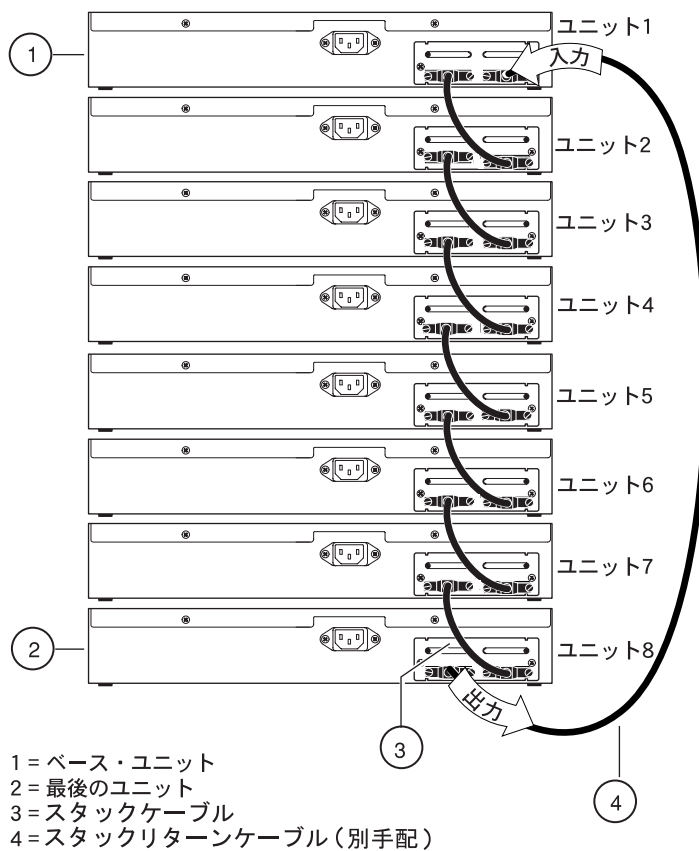 1
ユニット1
入力
ユニット2
ユニット3
ユニット4
ユニット5
ユニット6
ユニット7
2
ユニット8
出力
3
4
1 = ベース・ユニット
2 = 最後のユニット
3 = スタックケーブル
4 = スタックリターンケーブル（別手配）